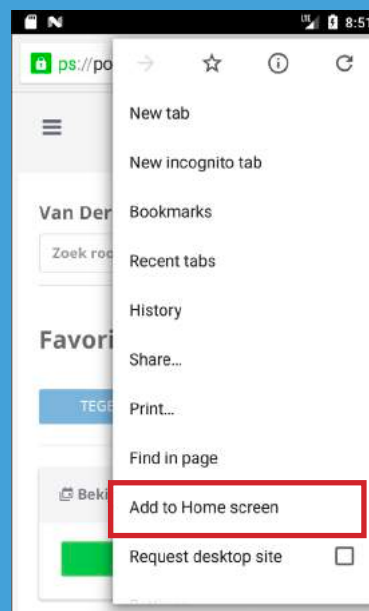 8:51
ps://po
New tab
New incognito tab
Van Der
Bookmarks
Zoek roo
Recent tabs
History
Favori
Share...
Print...
TEGE
Find in page
Beki
Add to Home screen
Request desktop site